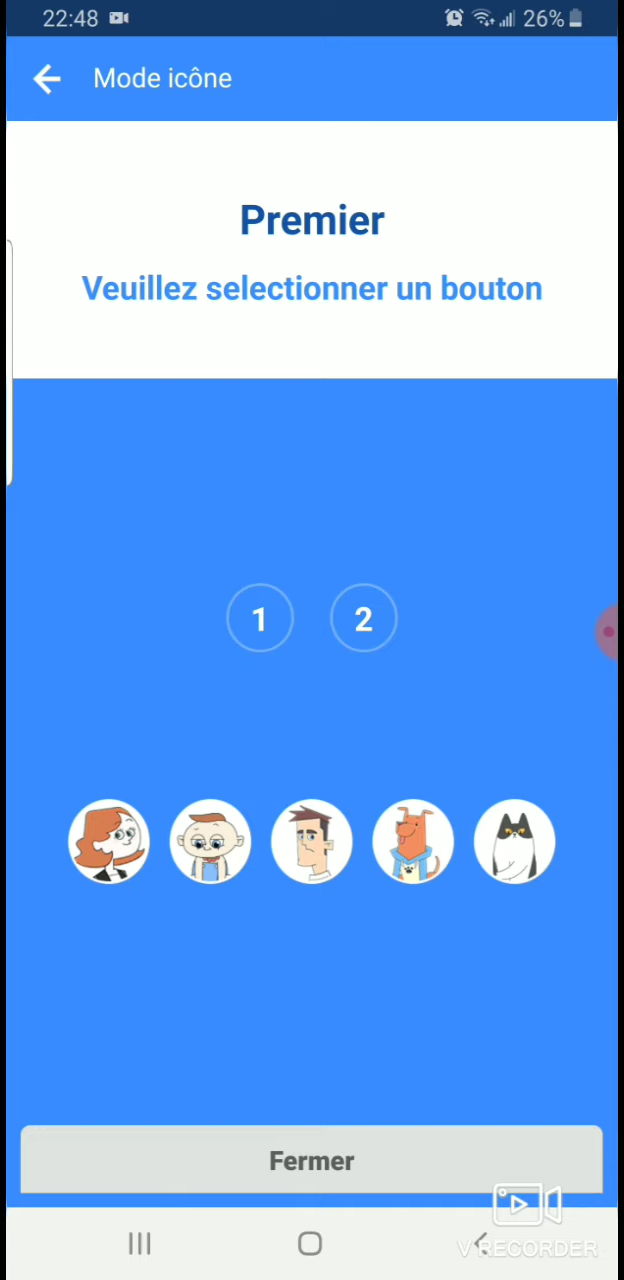 22:48 26%
Mode icône
Premier
Veuillez selectionner un bouton
1 2
Fermer
V RECORDER